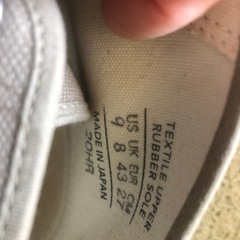 TEXTILE UPPER
RUBBER SOLE
US UK EUR CM
9 8 43 27
MADE IN JAPAN
20HR